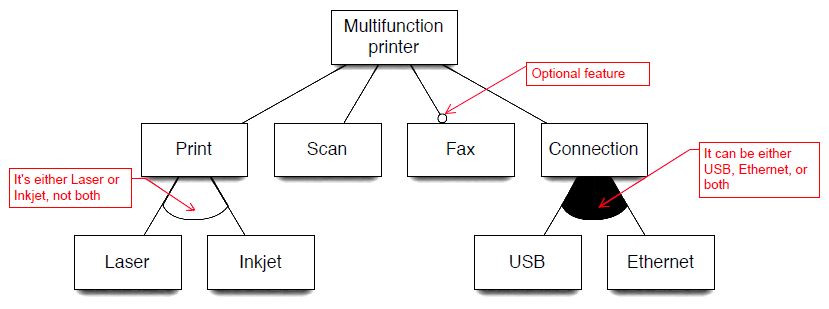 Multifunction
printer
Optional feature
Print
Scan
Fax
Connection
It can be either
USB, Ethernet, or
both
It's either Laser or
Inkjet, not both
Laser
Inkjet
USB
Ethernet